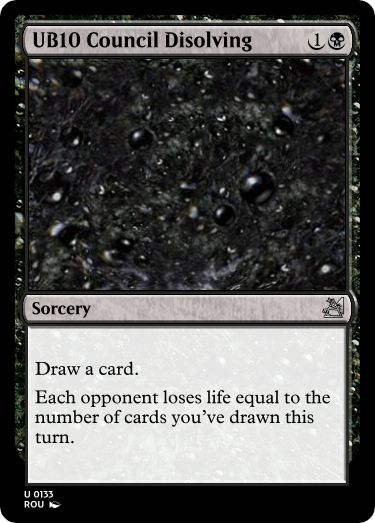 UB10 Council Disolving 1
Sorcery
Draw a card.
Each opponent loses life equal to the
number of cards you've drawn this
turn.
U 0133
ROU